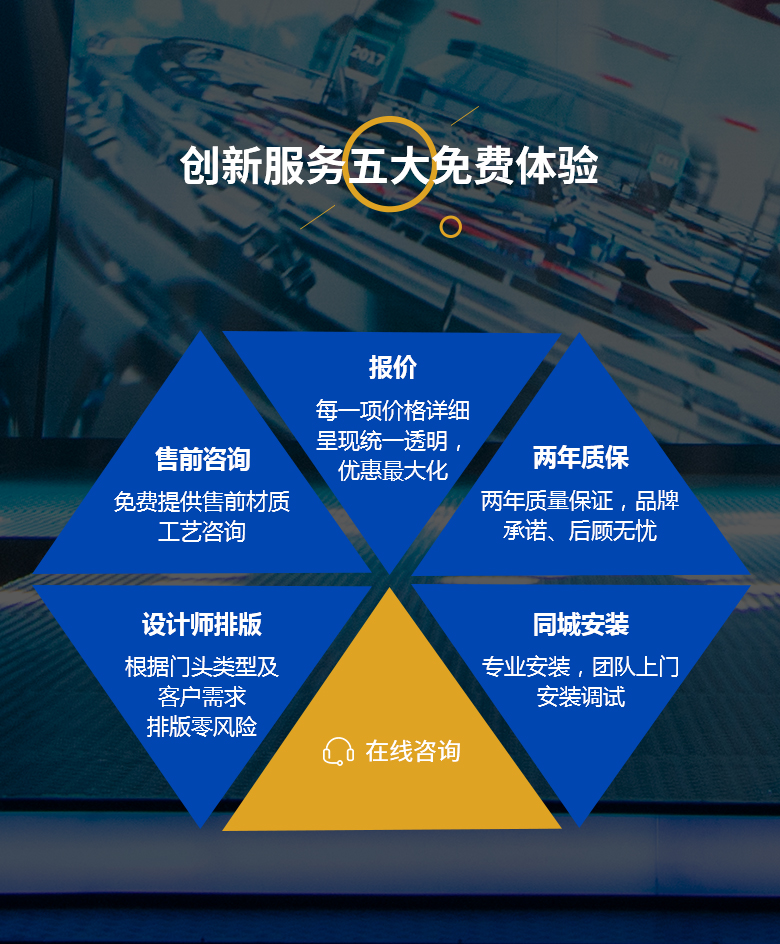 2017
创新服务五大免费体验
报价
每一项价格详细
呈现统一透明，
优惠最大化
售前咨询
免费提供售前材质
工艺咨询
两年质保
两年质量保证，品牌
承诺、后顾无忧
设计师排版
根据门头类型及
客户需求
排版零风险
同城安装
专业安装，团队上门
安装调试
在线咨询